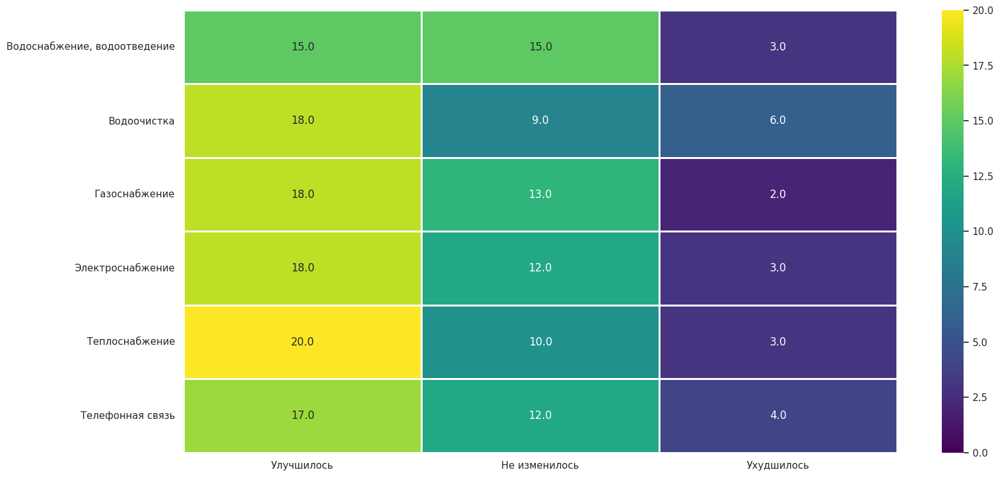 Водоснабжение, водоотведение 15.0 15.0 3.0
Водоочистка 18.0 9.0 6.0
Газоснабжение 18.0 13.0 2.0
Электроснабжение 18.0 12.0 3.0
Теплоснабжение 20.0 10.0 3.0
Телефонная связь 17.0 12.0 4.0
Улучшилось Не изменилось Ухудшилось
20.0
17.5
15.0
12.5
10.0
7.5
5.0
2.5
0.0